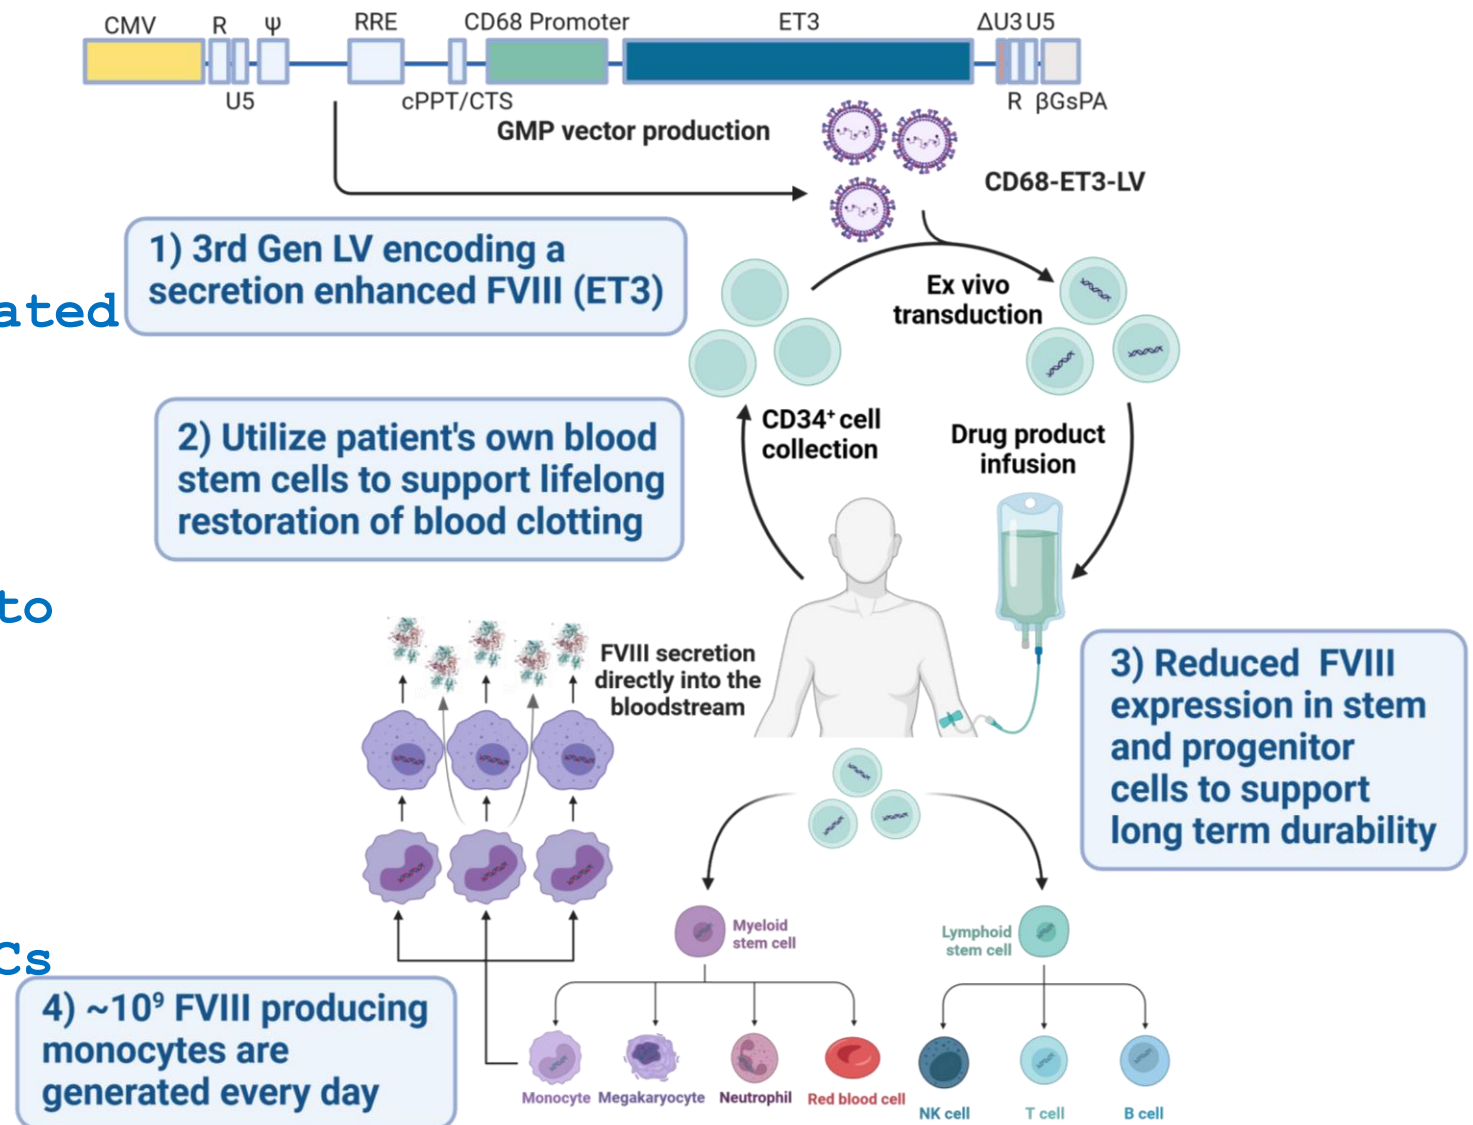 CMV R Ψ RRE CD68 Promoter ET3 ΔU3 U5
U5 cPPT/CTS R βGsPA
GMP vector production
CD68-ET3-LV
1) 3rd Gen LV encoding a
secretion enhanced FVIII (ET3)
ated
Ex vivo
transduction
2) Utilize patient's own blood
stem cells to support lifelong
restoration of blood clotting
CD34⁺ cell
collection
Drug product
infusion
to
FVIII secretion
directly into the
bloodstream
3) Reduced FVIII
expression in stem
and progenitor
cells to support
long term durability
Myeloid
stem cell
Lymphoid
stem cell
Cs
4) ~10⁹ FVIII producing
monocytes are
generated every day
Monocyte Megakaryocyte Neutrophil Red blood cell
NK cell T cell B cell